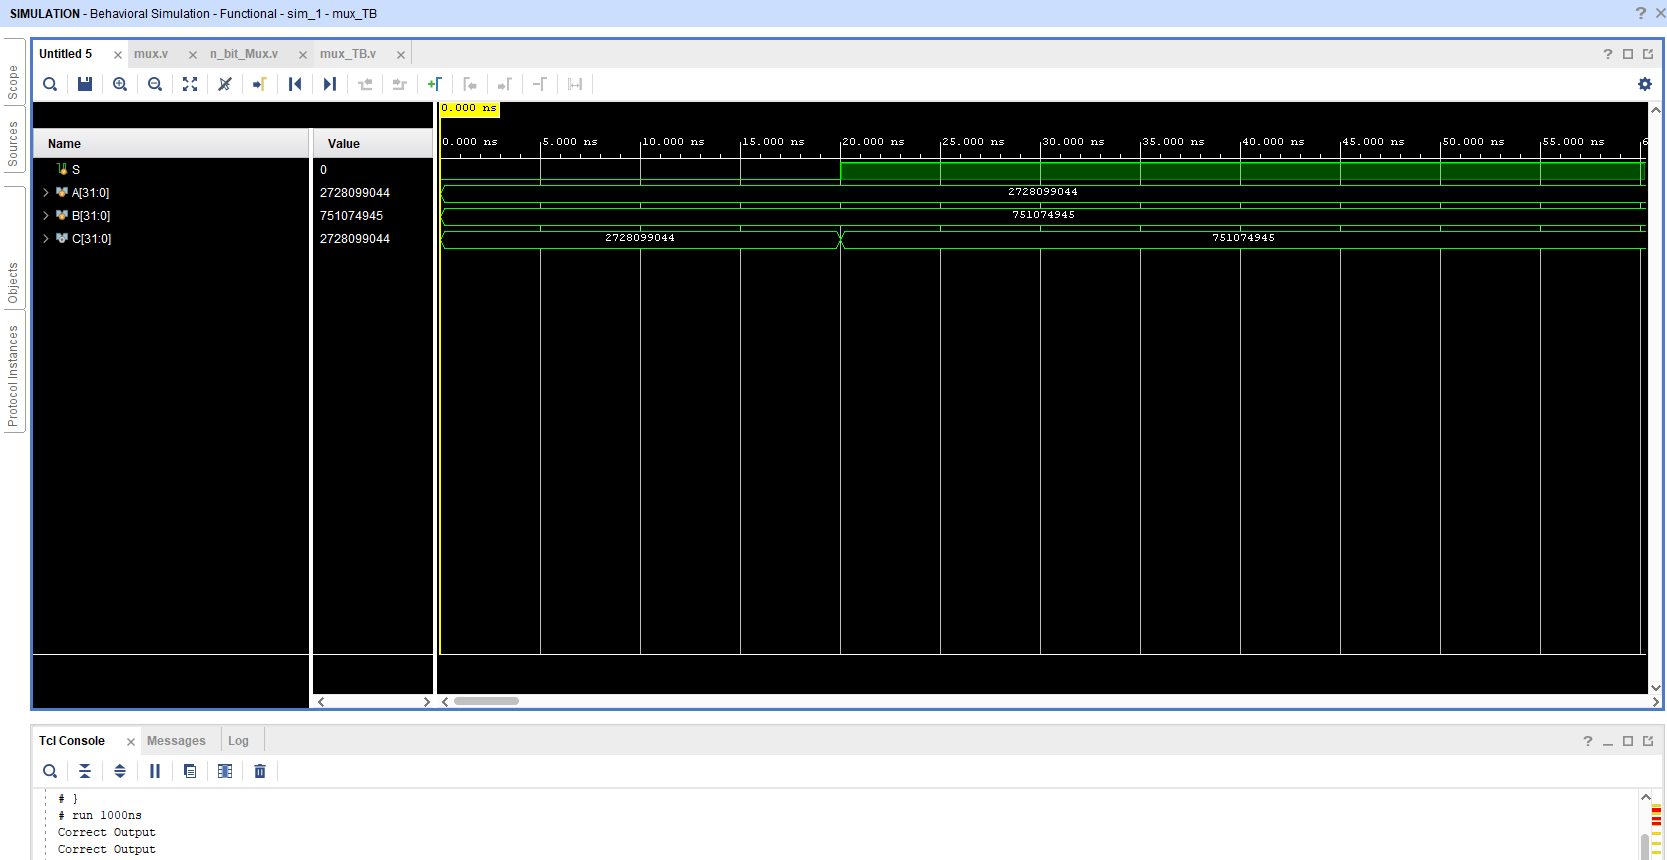 SIMULATION - Behavioral Simulation - Functional - sim_1 - mux_TB
Scope
Sources
Objects
Protocol Instances
Untitled 5 mux.v n_bit_Mux.v mux_TB.v
0.000 ns
Name Value
0.000 ns 5.000 ns 10.000 ns 15.000 ns 20.000 ns 25.000 ns 30.000 ns 35.000 ns 40.000 ns 45.000 ns 50.000 ns 55.000 ns 6
S 0
A[31:0] 2728099044 2728099044
B[31:0] 751074945 751074945
C[31:0] 2728099044 2728099044 751074945
Tcl Console Messages Log
# }
# run 1000ns
Correct Output
Correct Output